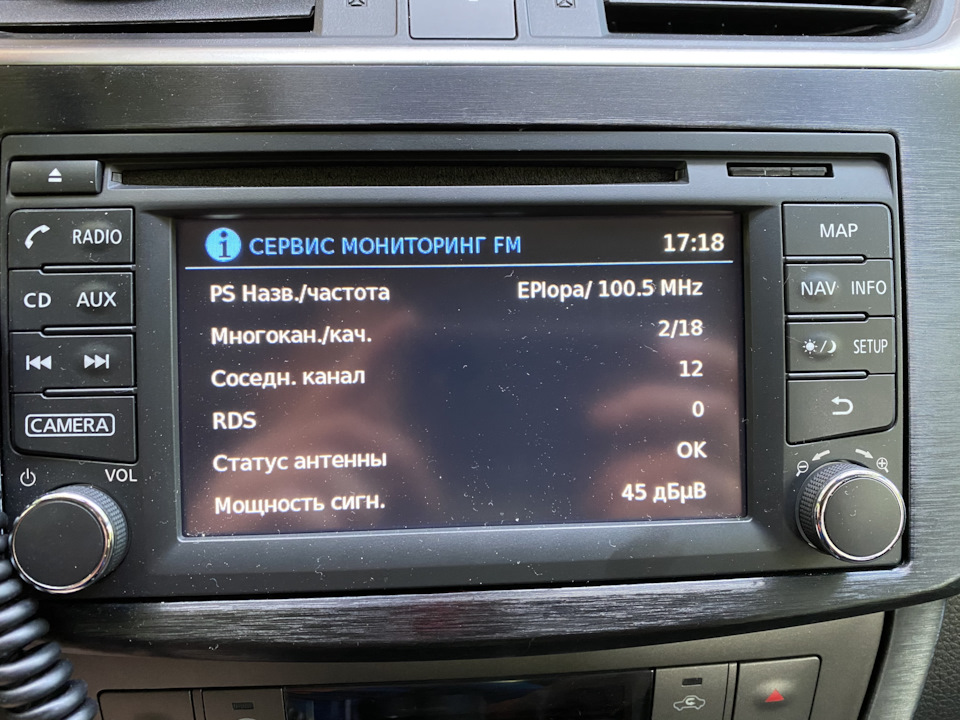 RADIO
CD AUX
CAMERA
VOL
i СЕРВИС МОНИТОРИНГ FM 17:18
PS Назв./частота EPlopa/ 100.5 MHz
Многокан./кач. 2/18
Соседн. канал 12
RDS 0
Статус антенны OK
Мощность сигн. 45 дБμВ
MAP
NAV INFO
SETUP